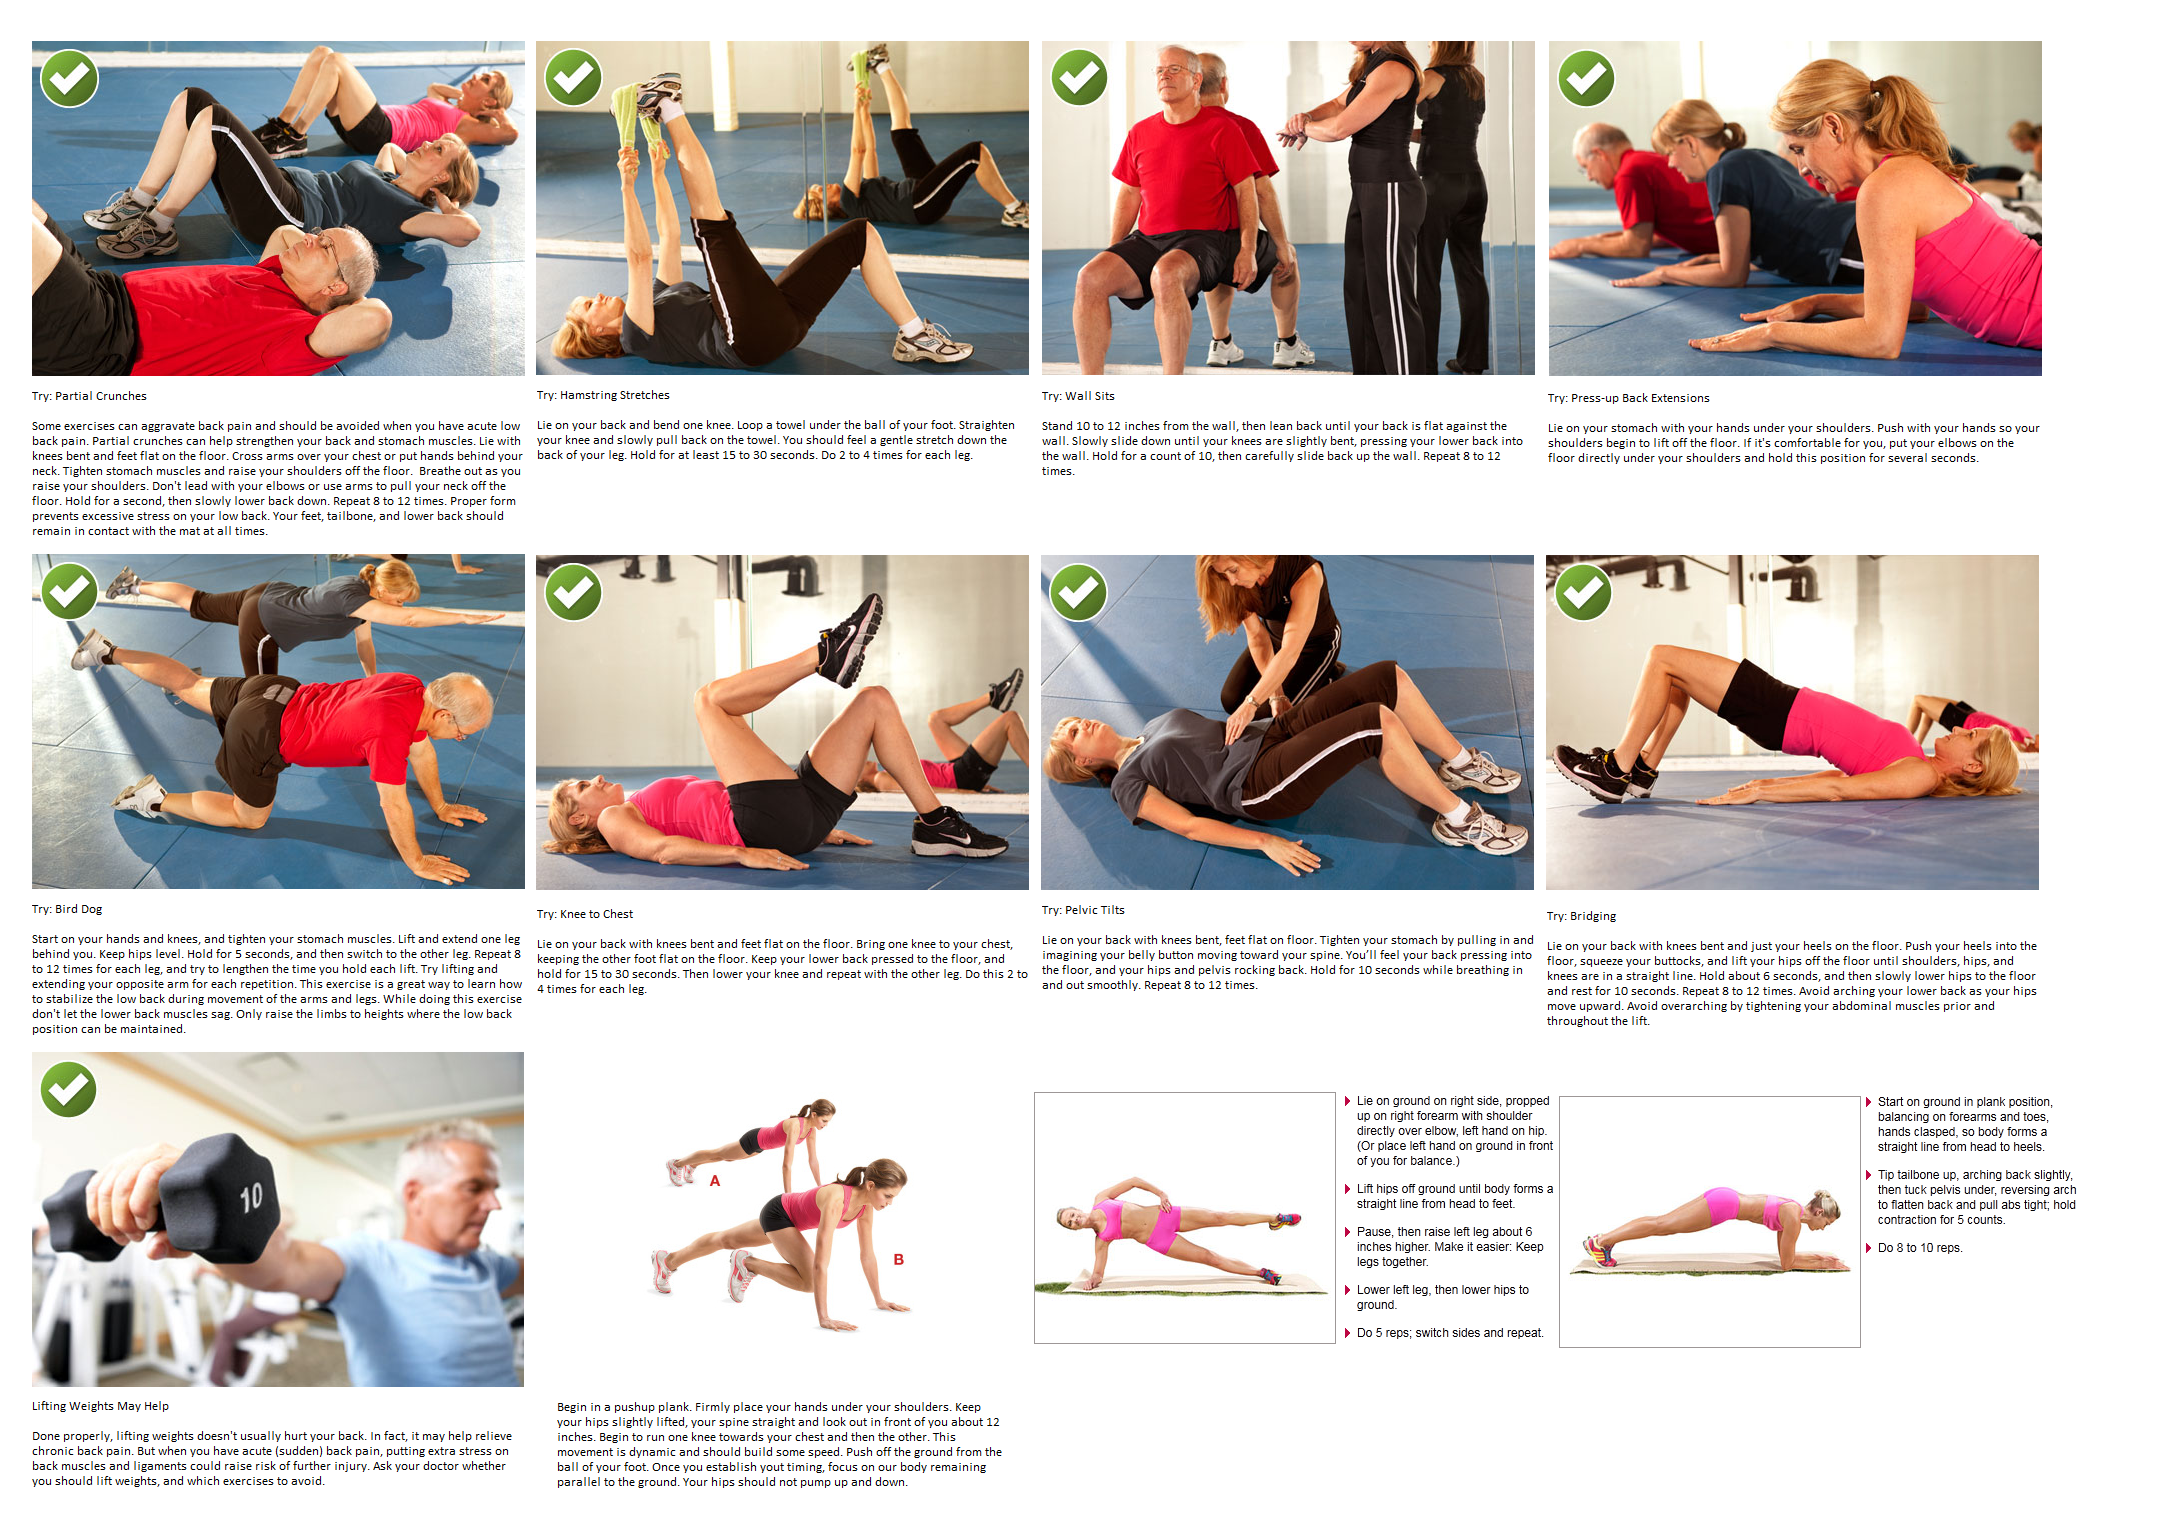 Try: Partial Crunches
Some exercises can aggravate back pain and should be avoided when you have acute low
back pain. Partial crunches can help strengthen your back and stomach muscles. Lie with
knees bent and feet flat on the floor. Cross arms over your chest or put hands behind your
neck. Tighten stomach muscles and raise your shoulders off the floor.  Breathe out as you
raise your shoulders. Don't lead with your elbows or use arms to pull your neck off the
floor. Hold for a second, then slowly lower back down. Repeat 8 to 12 times. Proper form
prevents excessive stress on your low back. Your feet, tailbone, and lower back should
remain in contact with the mat at all times.
Try: Hamstring Stretches
Lie on your back and bend one knee. Loop a towel under the ball of your foot. Straighten
your knee and slowly pull back on the towel. You should feel a gentle stretch down the
back of your leg. Hold for at least 15 to 30 seconds. Do 2 to 4 times for each leg.
Try: Wall Sits
Stand 10 to 12 inches from the wall, then lean back until your back is flat against the
wall. Slowly slide down until your knees are slightly bent, pressing your lower back into
the wall. Hold for a count of 10, then carefully slide back up the wall. Repeat 8 to 12
times.
Try: Press-up Back Extensions
Lie on your stomach with your hands under your shoulders. Push with your hands so your
shoulders begin to lift off the floor. If it's comfortable for you, put your elbows on the
floor directly under your shoulders and hold this position for several seconds.
Try: Bird Dog
Start on your hands and knees, and tighten your stomach muscles. Lift and extend one leg
behind you. Keep hips level. Hold for 5 seconds, and then switch to the other leg. Repeat 8
to 12 times for each leg, and try to lengthen the time you hold each lift. Try lifting and
extending your opposite arm for each repetition. This exercise is a great way to learn how
to stabilize the low back during movement of the arms and legs. While doing this exercise
don't let the lower back muscles sag. Only raise the limbs to heights where the low back
position can be maintained.
Try: Knee to Chest
Lie on your back with knees bent and feet flat on the floor. Bring one knee to your chest,
keeping the other foot flat on the floor. Keep your lower back pressed to the floor, and
hold for 15 to 30 seconds. Then lower your knee and repeat with the other leg. Do this 2 to
4 times for each leg.
Try: Pelvic Tilts
Lie on your back with knees bent, feet flat on floor. Tighten your stomach by pulling in and
imagining your belly button moving toward your spine. You'll feel your back pressing into
the floor, and your hips and pelvis rocking back. Hold for 10 seconds while breathing in
and out smoothly. Repeat 8 to 12 times.
Try: Bridging
Lie on your back with knees bent and just your heels on the floor. Push your heels into the
floor, squeeze your buttocks, and lift your hips off the floor until shoulders, hips, and
knees are in a straight line. Hold about 6 seconds, and then slowly lower hips to the floor
and rest for 10 seconds. Repeat 8 to 12 times. Avoid arching your lower back as your hips
move upward. Avoid overarching by tightening your abdominal muscles prior and
throughout the lift.
10
Lifting Weights May Help
Done properly, lifting weights doesn't usually hurt your back. In fact, it may help relieve
chronic back pain. But when you have acute (sudden) back pain, putting extra stress on
back muscles and ligaments could raise risk of further injury. Ask your doctor whether
you should lift weights, and which exercises to avoid.
A
B
Begin in a pushup plank. Firmly place your hands under your shoulders. Keep
your hips slightly lifted, your spine straight and look out in front of you about 12
inches. Begin to run one knee towards your chest and then the other. This
movement is dynamic and should build some speed. Push off the ground from the
ball of your foot. Once you establish yout timing, focus on our body remaining
parallel to the ground. Your hips should not pump up and down.
Lie on ground on right side, propped
up on right forearm with shoulder
directly over elbow, left hand on hip.
(Or place left hand on ground in front
of you for balance.)
Lift hips off ground until body forms a
straight line from head to feet.
Pause, then raise left leg about 6
inches higher. Make it easier: Keep
legs together.
Lower left leg, then lower hips to
ground.
Do 5 reps; switch sides and repeat.
Start on ground in plank position,
balancing on forearms and toes,
hands clasped, so body forms a
straight line from head to heels.
Tip tailbone up, arching back slightly,
then tuck pelvis under, reversing arch
to flatten back and pull abs tight; hold
contraction for 5 counts.
Do 8 to 10 reps.